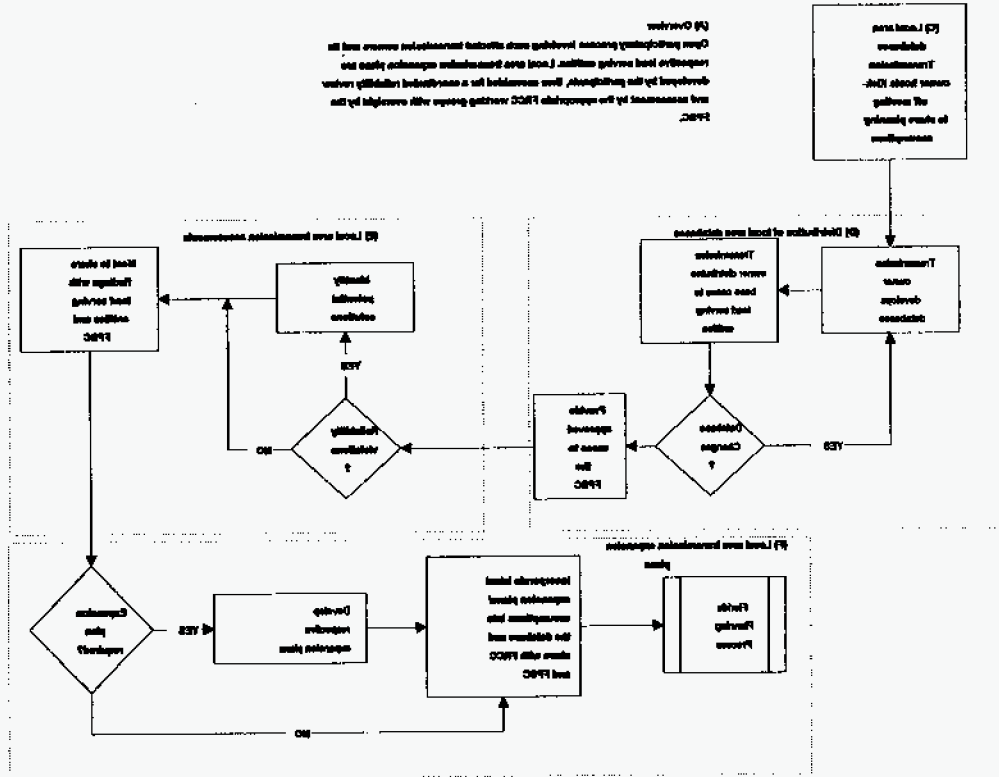 (A) Overview
Open participatory process involving each affected transmission owners and its
respective load serving entities. Local area transmission expansion plans are
developed by the participants, then assembled for a coordinated reliability review
and assessment by the appropriate FRCC working groups with oversight by the
FPSC.
(C) Local area
databases
Transmission
owner hosts Kick-
off meeting
to share planning
assumptions
(D) Distribution of local area databases
Transmission
owner
develops
databases
Transmission
owner distributes
base cases to
load serving
entities
Database
Changes
?
YES
Provide
approved
cases to
the
FPSC
(E) Local area transmission assessments
Reliability
violations
?
YES
NO
Identify
potential
solutions
Meet to share
findings with
load serving
entities and
FPSC
(F) Local area transmission expansion
plans
Expansion
plan
required?
YES
NO
Develop
respective
expansion plans
Incorporate latest
expansion plans/
assumptions into
the database and
share with FRCC
and FPSC
Florida
Planning
Process